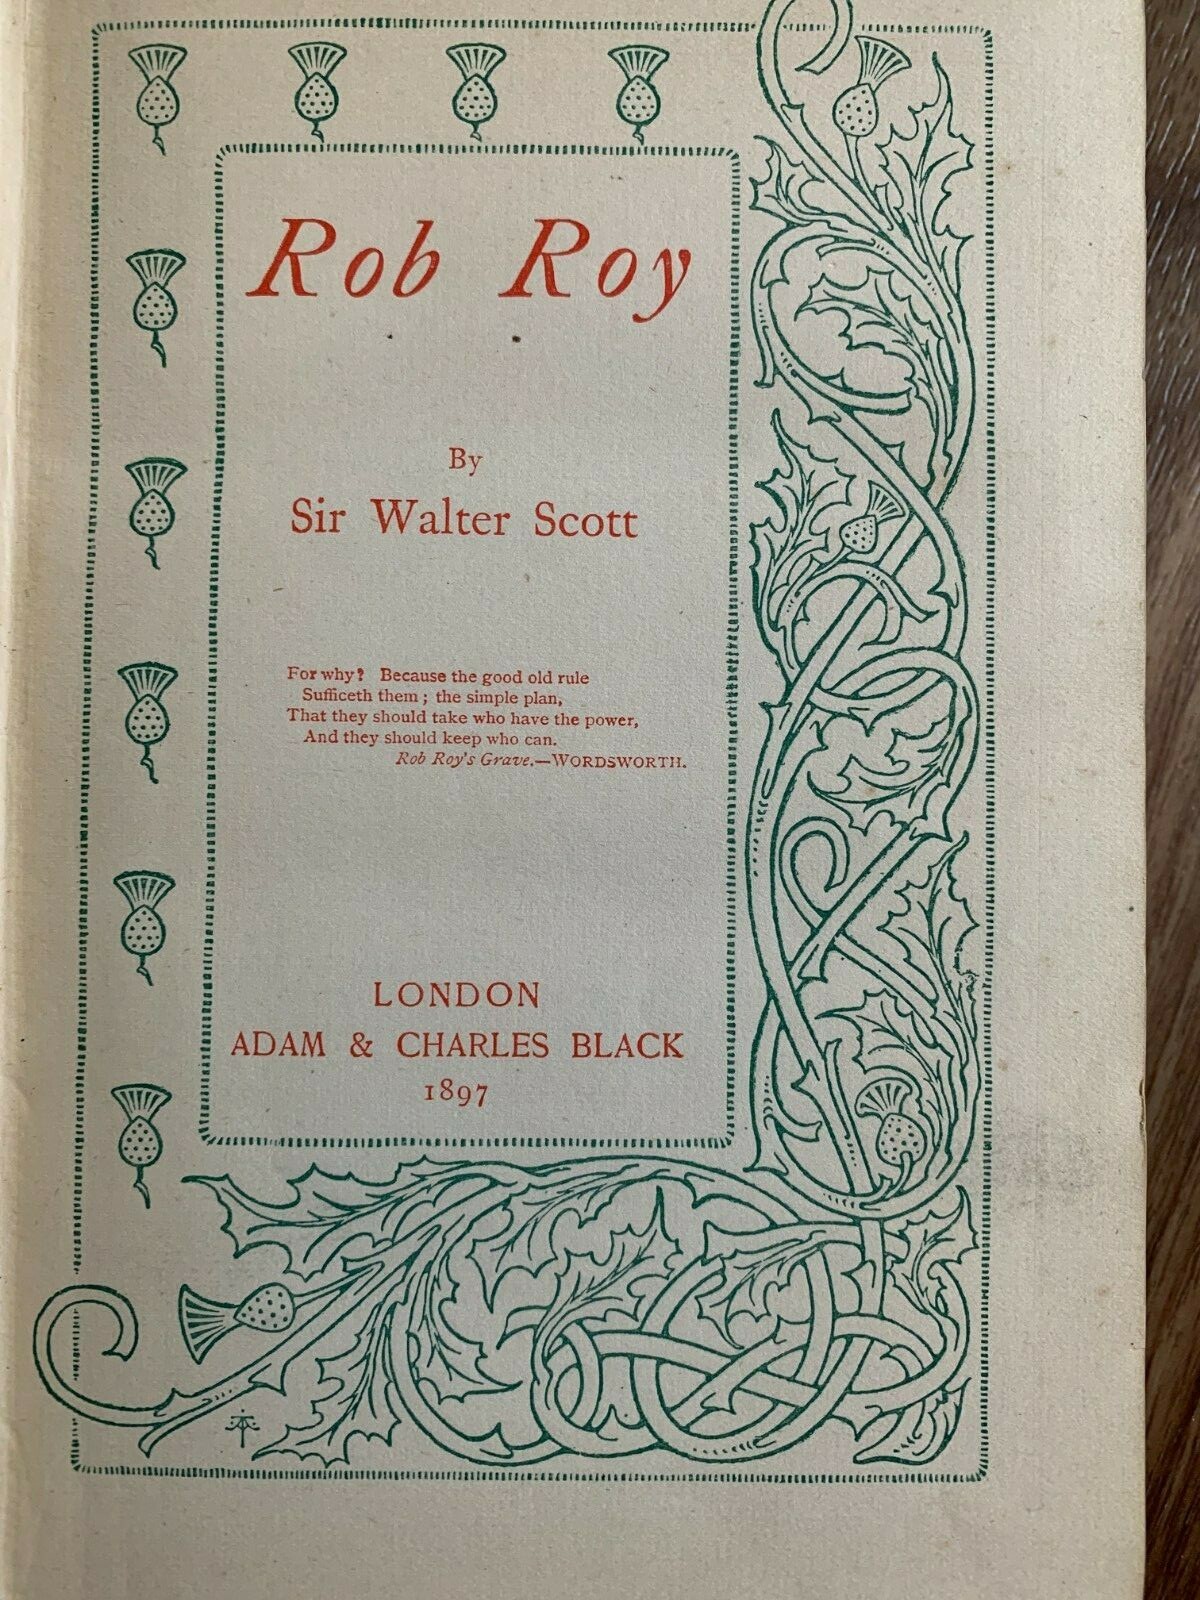 Rob Roy
By
Sir Walter Scott
For why? Because the good old rule
Sufficeth them; the simple plan,
That they should take who have the power,
And they should keep who can.
Rob Roy's Grave.—WORDSWORTH.
LONDON
ADAM & CHARLES BLACK
1897